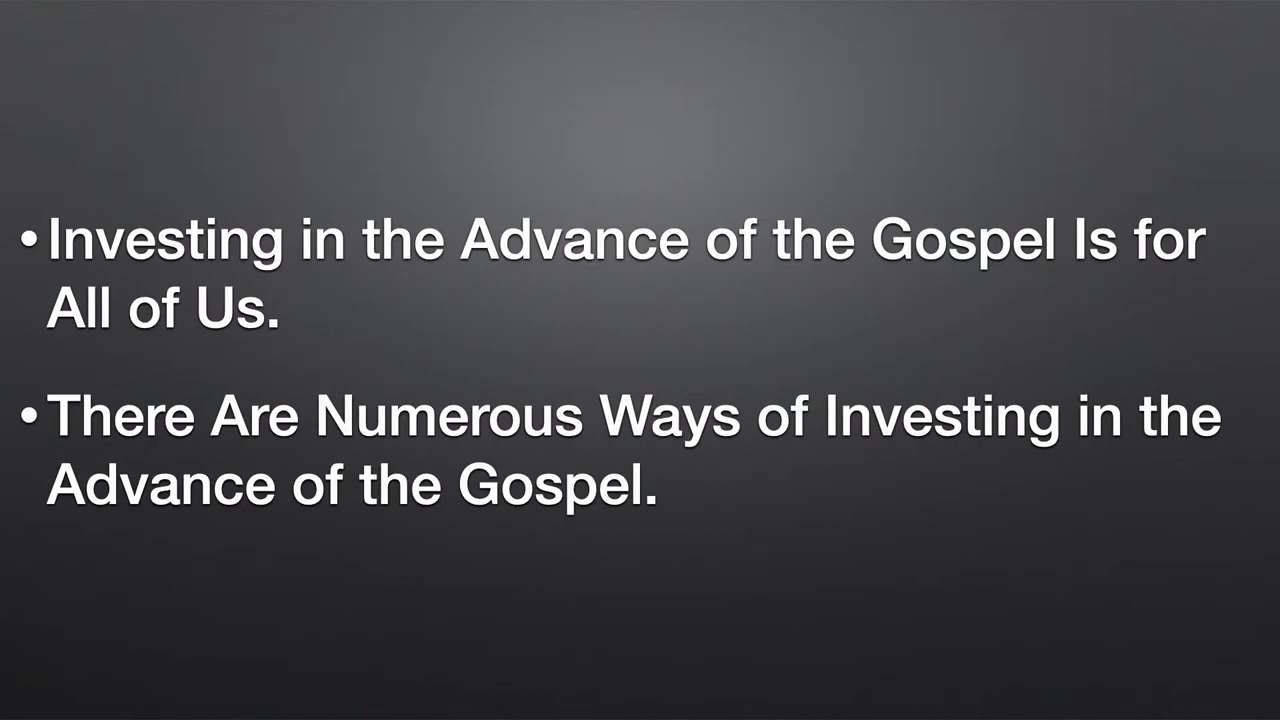 • Investing in the Advance of the Gospel Is for
All of Us.
• There Are Numerous Ways of Investing in the
Advance of the Gospel.